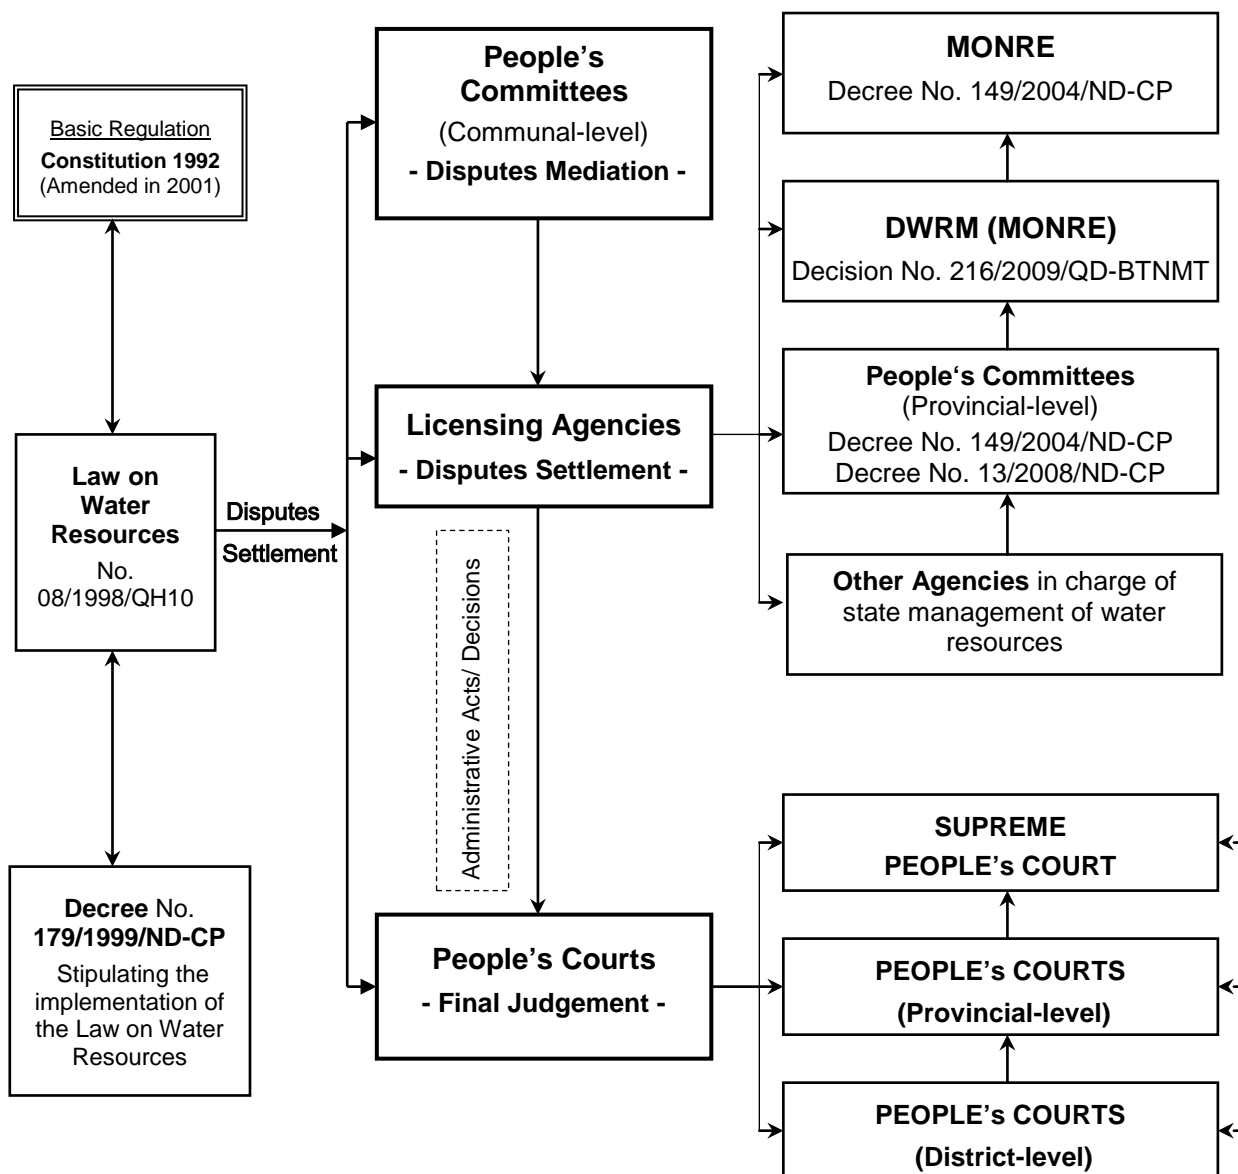 Basic Regulation
Constitution 1992
(Amended in 2001)
Law on
Water
Resources
No.
08/1998/QH10
Decree No.
179/1999/ND-CP
Stipulating the
implementation of
the Law on Water
Resources
Disputes
Settlement
People's
Committees
(Communal-level)
- Disputes Mediation -
Licensing Agencies
- Disputes Settlement -
Administrative Acts/ Decisions
People's Courts
- Final Judgement -
MONRE
Decree No. 149/2004/ND-CP
DWRM (MONRE)
Decision No. 216/2009/QD-BTNMT
People‘s Committees
(Provincial-level)
Decree No. 149/2004/ND-CP
Decree No. 13/2008/ND-CP
Other Agencies in charge of
state management of water
resources
SUPREME
PEOPLE's COURT
PEOPLE's COURTS
(Provincial-level)
PEOPLE's COURTS
(District-level)